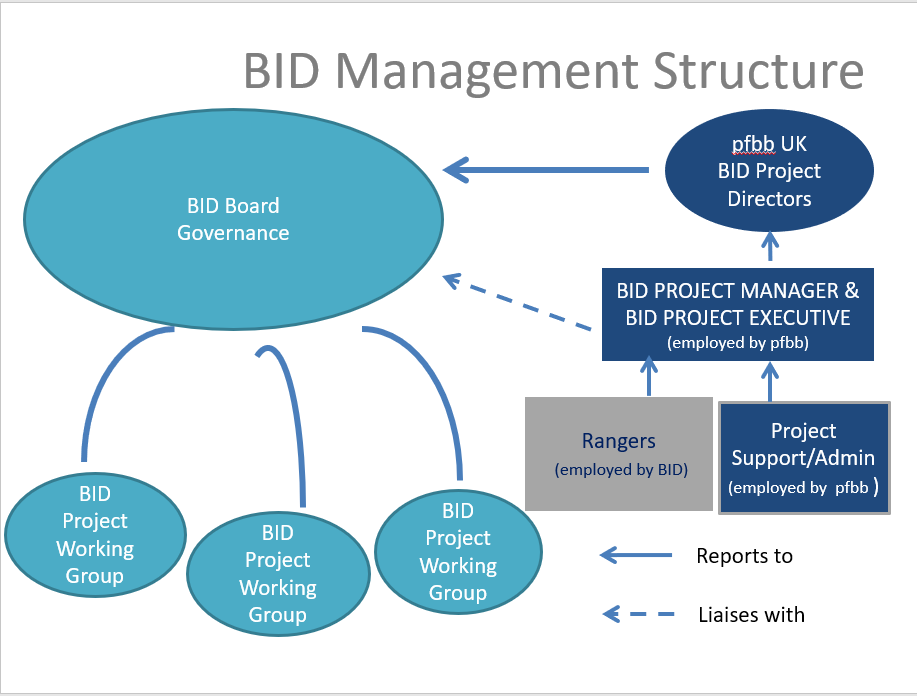 BID Management Structure
BID Board
Governance
pfbb UK
BID Project
Directors
BID PROJECT MANAGER &
BID PROJECT EXECUTIVE
(employed by pfbb)
Rangers
(employed by BID)
Project
Support/Admin
(employed by pfbb )
BID
Project
Working
Group
BID
Project
Working
Group
BID
Project
Working
Group
Reports to
Liaises with